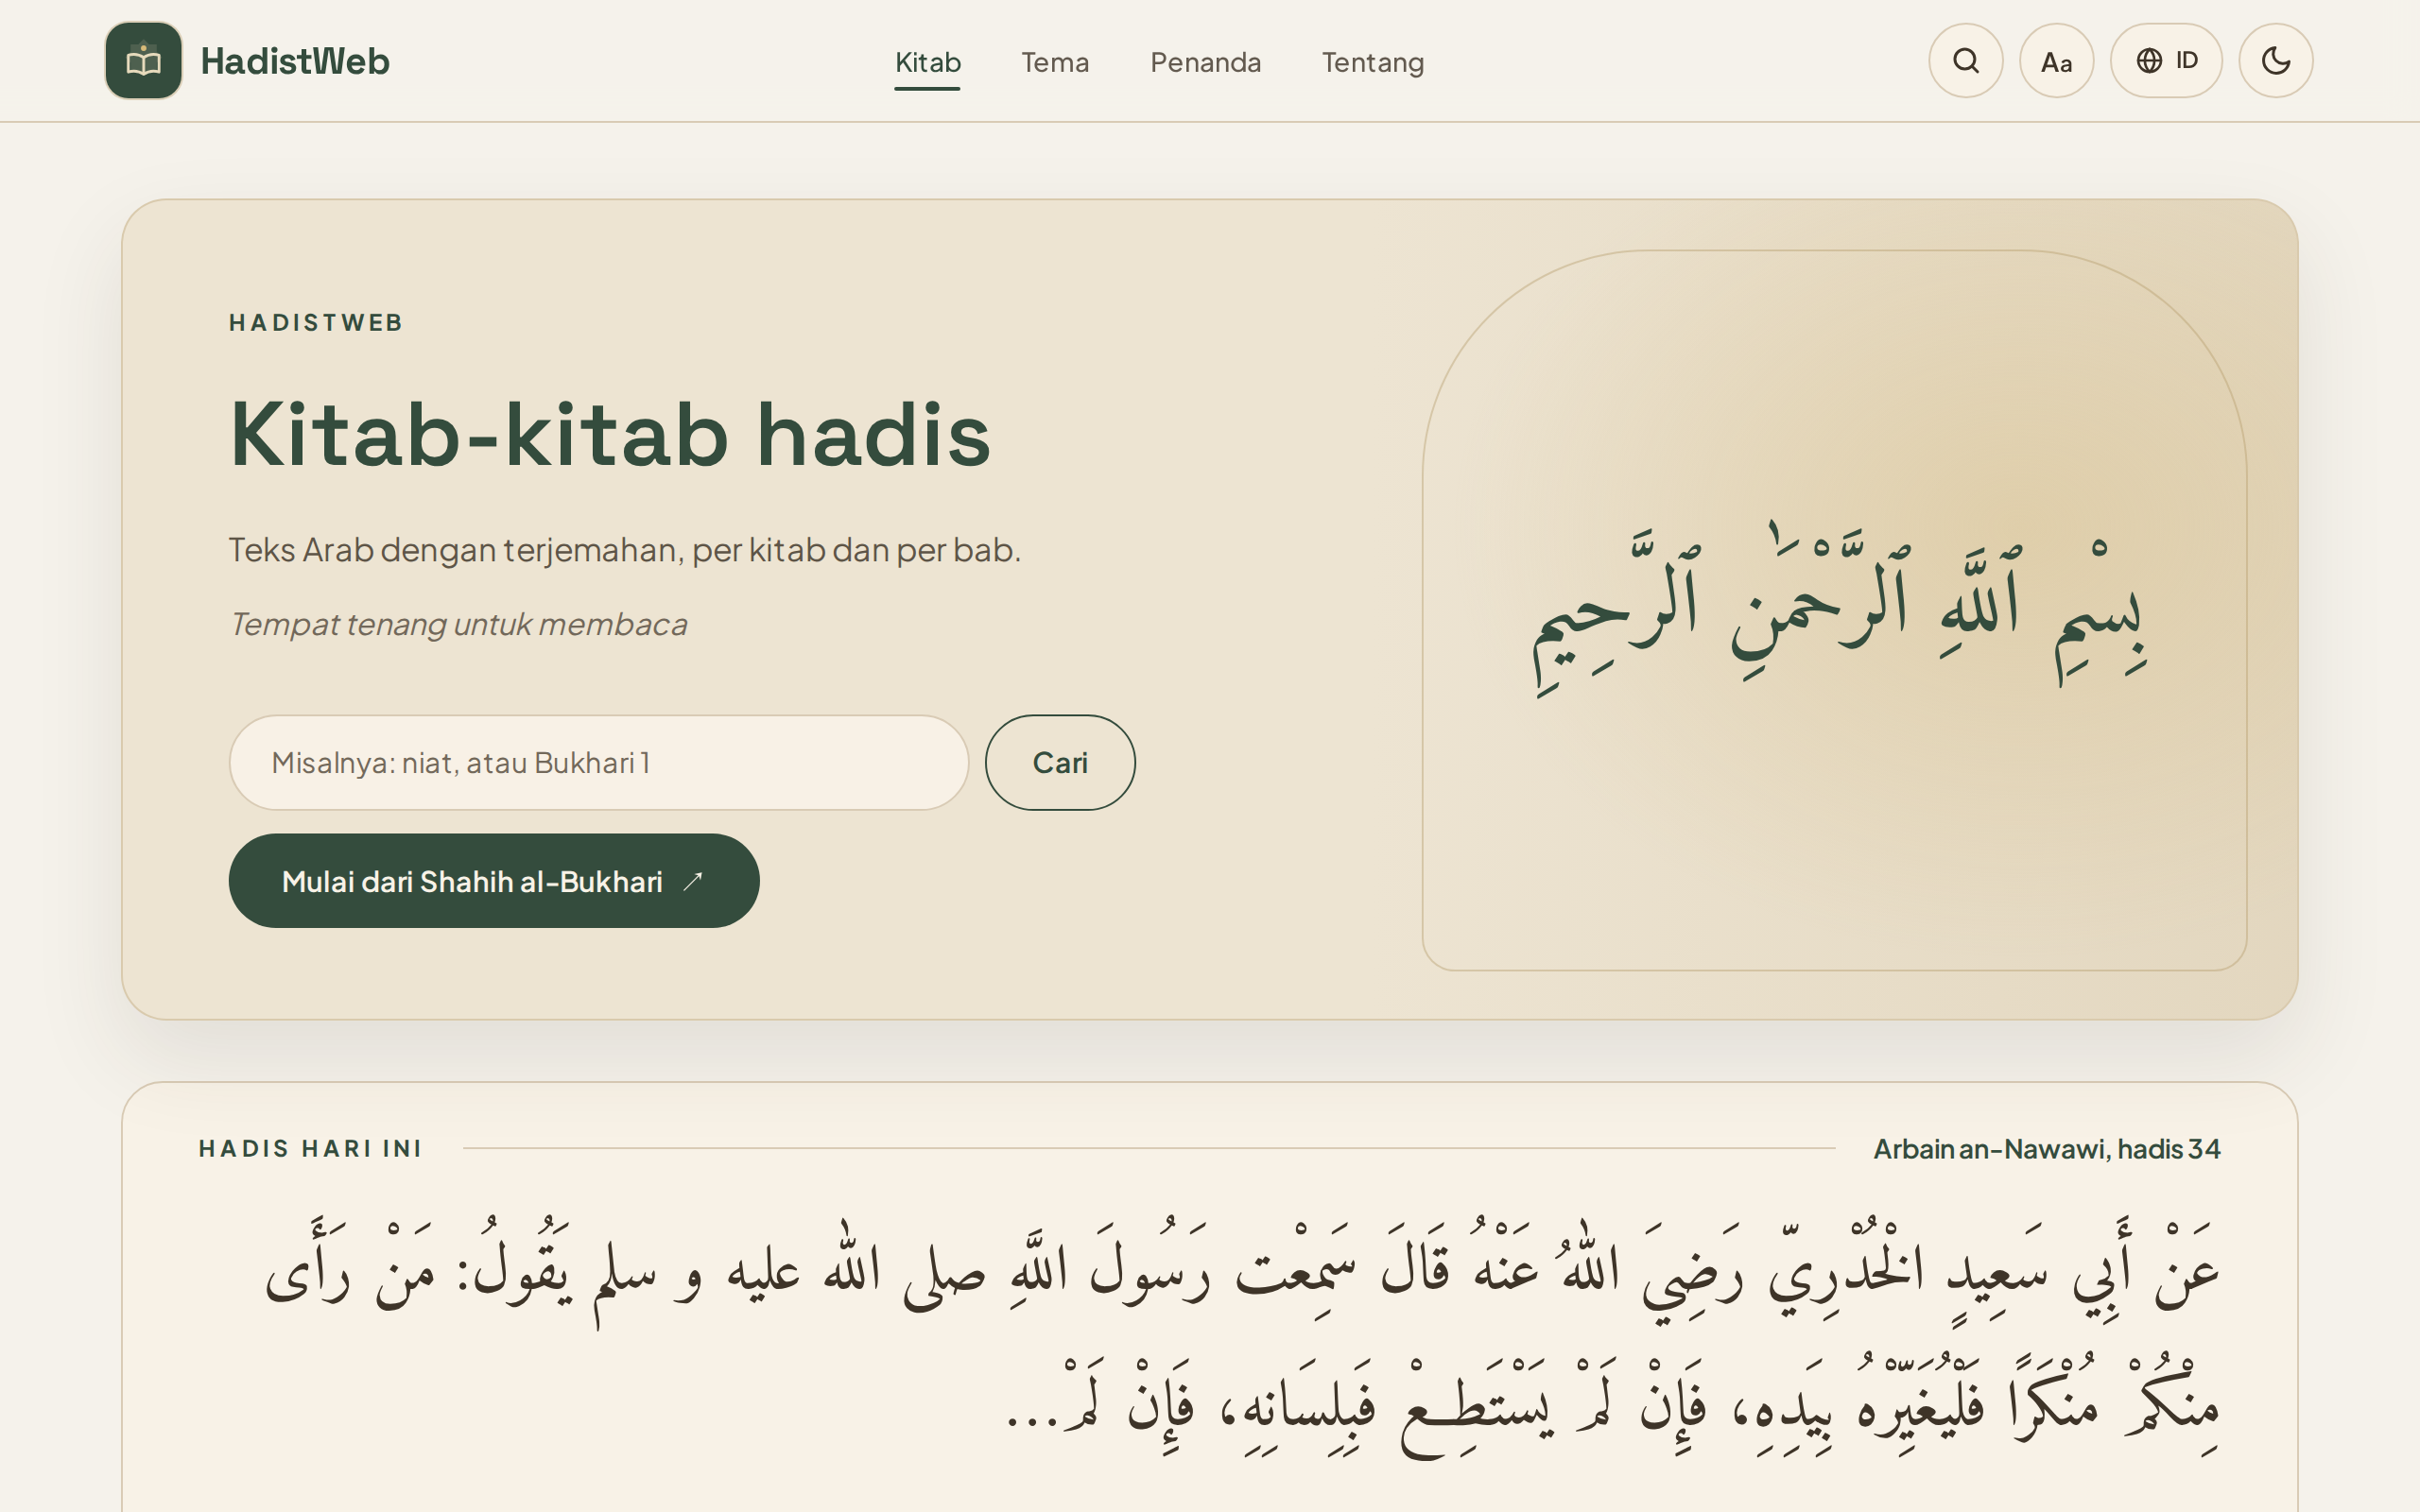 HadistWeb
Kitab
Tema
Penanda
Tentang
Aa
ID
HADISTWEB
Kitab-kitab hadis
Teks Arab dengan terjemahan, per kitab dan per bab.
Tempat tenang untuk membaca
Misalnya: niat, atau Bukhari 1
Cari
Mulai dari Shahih al-Bukhari ↗
بِسْمِ ٱللَّهِ ٱلرَّحْمَٰنِ ٱلرَّحِيمِ
HADIS HARI INI
Arbain an-Nawawi, hadis 34
عَنْ أَبِي سَعِيدٍ الْخُدْرِيّ رَضِيَ اللهُ عَنْهُ قَالَ سَمِعْت رَسُولَ اللَّهِ صلى الله عليه و سلم يَقُولُ: مَنْ رَأَى
مِنْكُمْ مُنْكَرًا فَلْيُغَيِّرْهُ بِيَدِهِ، فَإِنْ لَمْ يَسْتَطِـعْ فَبِلِسَانِهِ، فَإِنْ لَمْ...